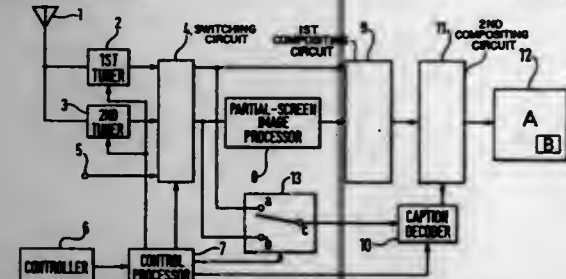 1
2
1ST
TUNER
3
2ND
TUNER
5
4
SWITCHING
CIRCUIT
PARTIAL-SCREEN
IMAGE
PROCESSOR
8
1ST
COMPOSITING
CIRCUIT
9
11
2ND
COMPOSITING
CIRCUIT
12
A
B
13
a
b
c
CAPTION
DECODER
10
6
CONTROLLER
CONTROL
PROCESSOR
7